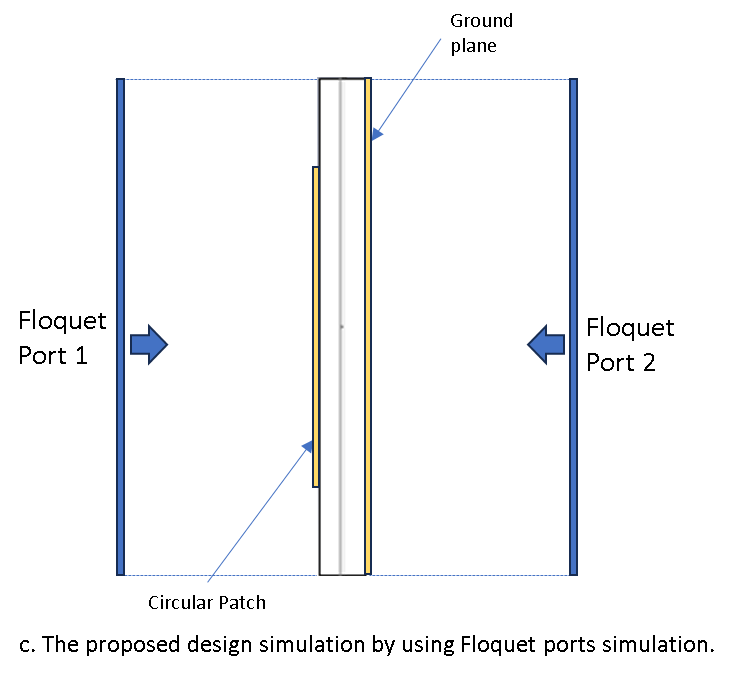 Ground
plane
Floquet
Port 1
Floquet
Port 2
Circular Patch
c. The proposed design simulation by using Floquet ports simulation.